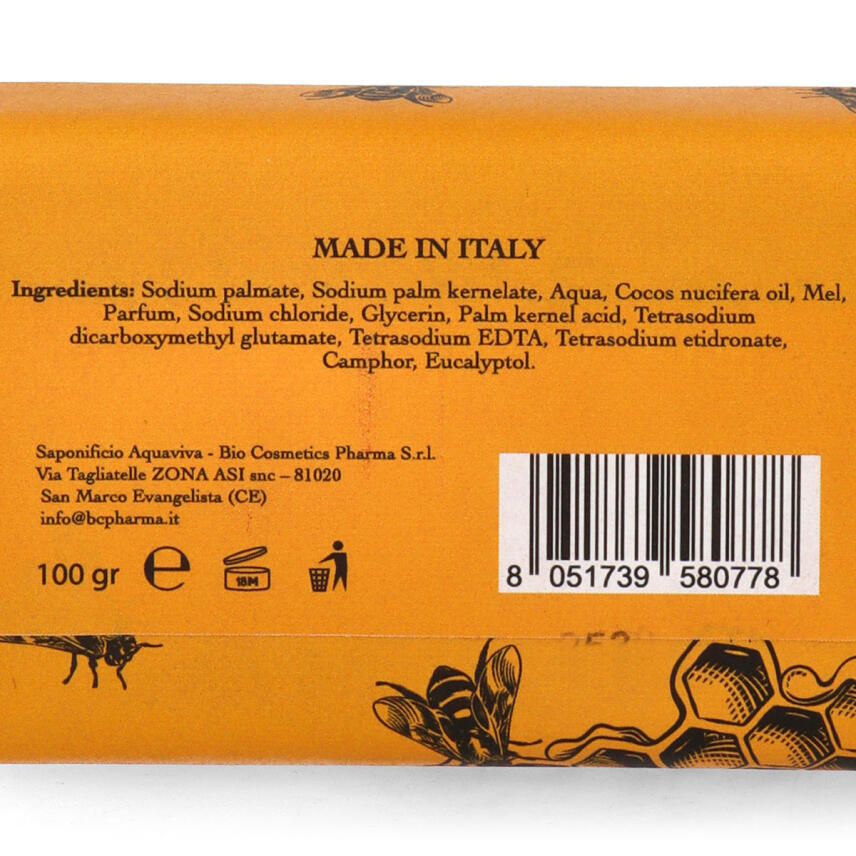 MADE IN ITALY
Ingredients: Sodium palmate, Sodium palm kernelate, Aqua, Cocos nucifera oil, Mel,
Parfum, Sodium chloride, Glycerin, Palm kernel acid, Tetrasodium
dicarboxymethyl glutamate, Tetrasodium EDTA, Tetrasodium etidronate,
Camphor, Eucalyptol.
Saponificio Aquaviva - Bio Cosmetics Pharma S.r.l.
Via Tagliatelle ZONA ASI snc – 81020
San Marco Evangelista (CE)
info@bcpharma.it
100 gr ℮ 18M
8 051739 580778